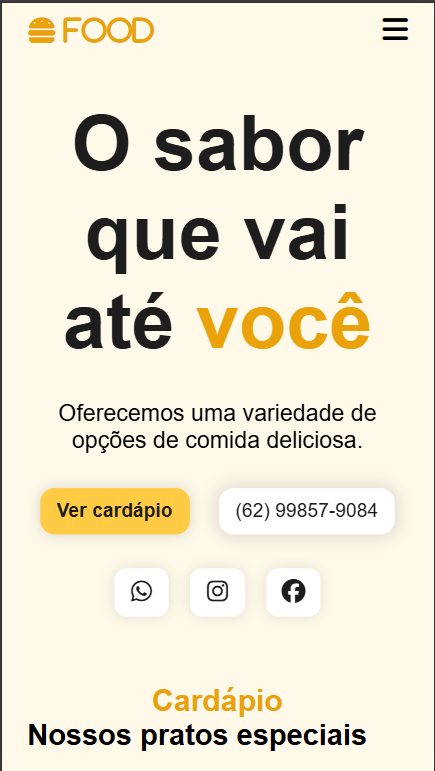 FOOD
O sabor
que vai
até você
Oferecemos uma variedade de
opções de comida deliciosa.
Ver cardápio
(62) 99857-9084
Cardápio
Nossos pratos especiais